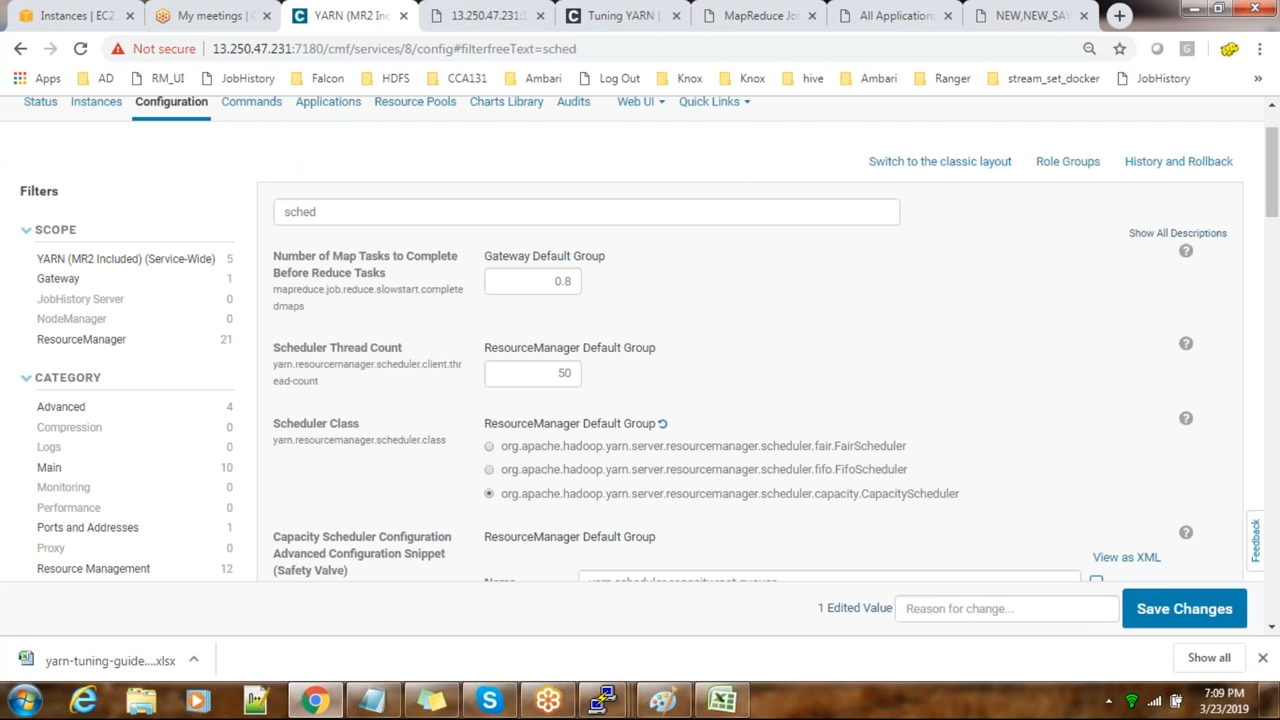 Instances | EC2
My meetings | C
YARN (MR2 Inc
13.250.47.231:
Tuning YARN |
MapReduce Jo
All Application
NEW,NEW_SAV
Not secure
13.250.47.231:7180/cmf/services/8/config#filterfreeText=sched
Apps
AD
RM_UI
JobHistory
Falcon
HDFS
CCA131
Ambari
Log Out
Knox
Knox
hive
Ambari
Ranger
stream_set_docker
JobHistory
»
Status
Instances
Configuration
Commands
Applications
Resource Pools
Charts Library
Audits
Web UI
Quick Links
Switch to the classic layout
Role Groups
History and Rollback
Filters
SCOPE
YARN (MR2 Included) (Service-Wide) 5
Gateway 1
JobHistory Server 0
NodeManager 0
ResourceManager 21
CATEGORY
Advanced 4
Compression 0
Logs 0
Main 10
Monitoring 0
Performance 0
Ports and Addresses 1
Proxy 0
Resource Management 12
sched
Show All Descriptions
Number of Map Tasks to Complete
Before Reduce Tasks
mapreduce.job.reduce.slowstart.complete
dmaps
Gateway Default Group
0.8
Scheduler Thread Count
yarn.resourcemanager.scheduler.client.thr
ead-count
ResourceManager Default Group
50
Scheduler Class
yarn.resourcemanager.scheduler.class
ResourceManager Default Group
org.apache.hadoop.yarn.server.resourcemanager.scheduler.fair.FairScheduler
org.apache.hadoop.yarn.server.resourcemanager.scheduler.fifo.FifoScheduler
org.apache.hadoop.yarn.server.resourcemanager.scheduler.capacity.CapacityScheduler
Capacity Scheduler Configuration
Advanced Configuration Snippet
(Safety Valve)
ResourceManager Default Group
View as XML
Name
yarn.scheduler.capacity.root.queues
Feedback
1 Edited Value
Reason for change...
Save Changes
yarn-tuning-guide....xlsx
Show all
7:09 PM
3/23/2019